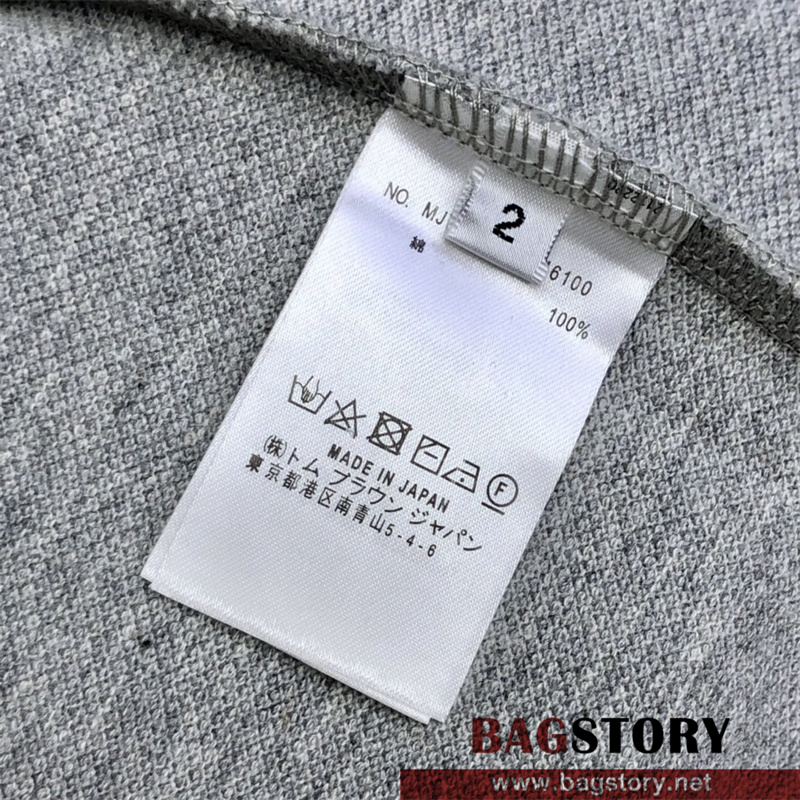 NO. MJ
2
6100
綿
100%
F
MADE IN JAPAN
(株)トム ブラウン ジャパン
東京都港区南青山5-4-6
BAGSTORY
www.bagstory.net